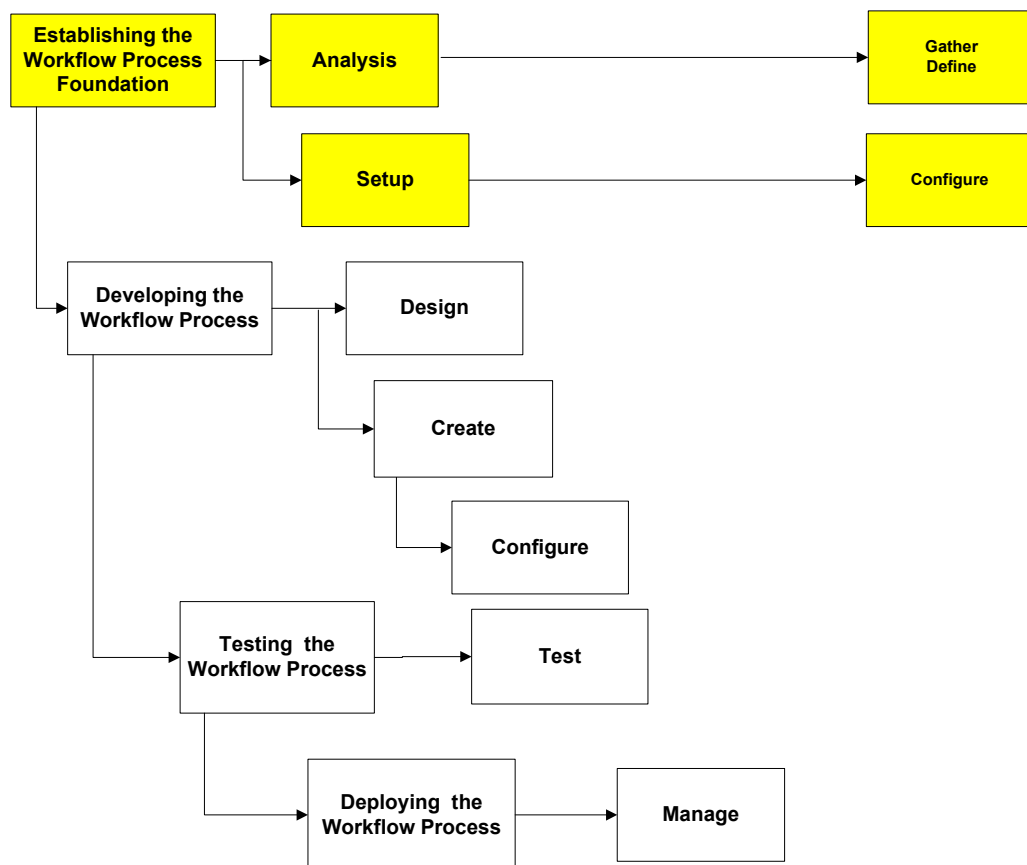 Establishing the
Workflow Process
Foundation
Analysis
Gather
Define
Setup
Configure
Developing the
Workflow Process
Design
Create
Configure
Testing  the
Workflow Process
Test
Deploying  the
Workflow Process
Manage